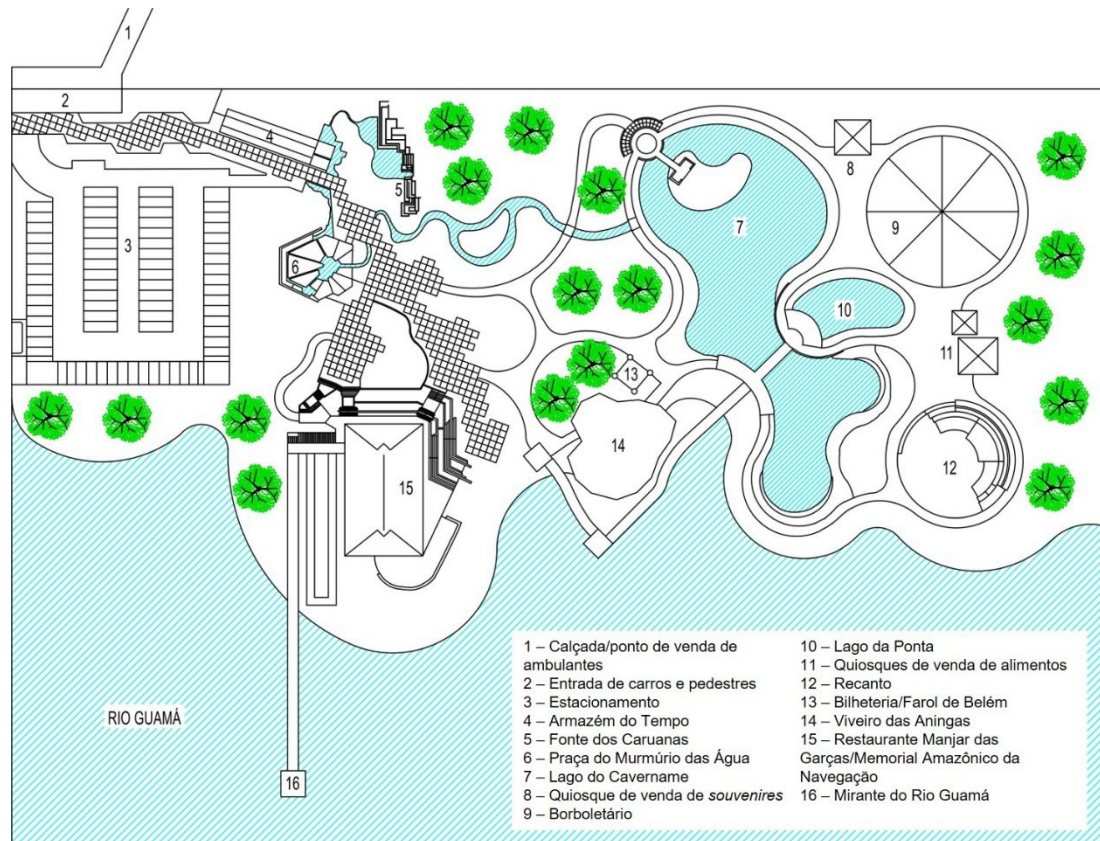 1
2
4
3
5
6
7
8
9
10
11
12
13
14
15
16
RIO GUAMÁ
1 – Calçada/ponto de venda de
ambulantes
2 – Entrada de carros e pedestres
3 – Estacionamento
4 – Armazém do Tempo
5 – Fonte dos Caruanas
6 – Praça do Murmúrio das Água
7 – Lago do Cavername
8 – Quiosque de venda de souvenires
9 – Borboletário
10 – Lago da Ponta
11 – Quiosques de venda de alimentos
12 – Recanto
13 – Bilheteria/Farol de Belém
14 – Viveiro das Aningas
15 – Restaurante Manjar das
Garças/Memorial Amazônico da
Navegação
16 – Mirante do Rio Guamá